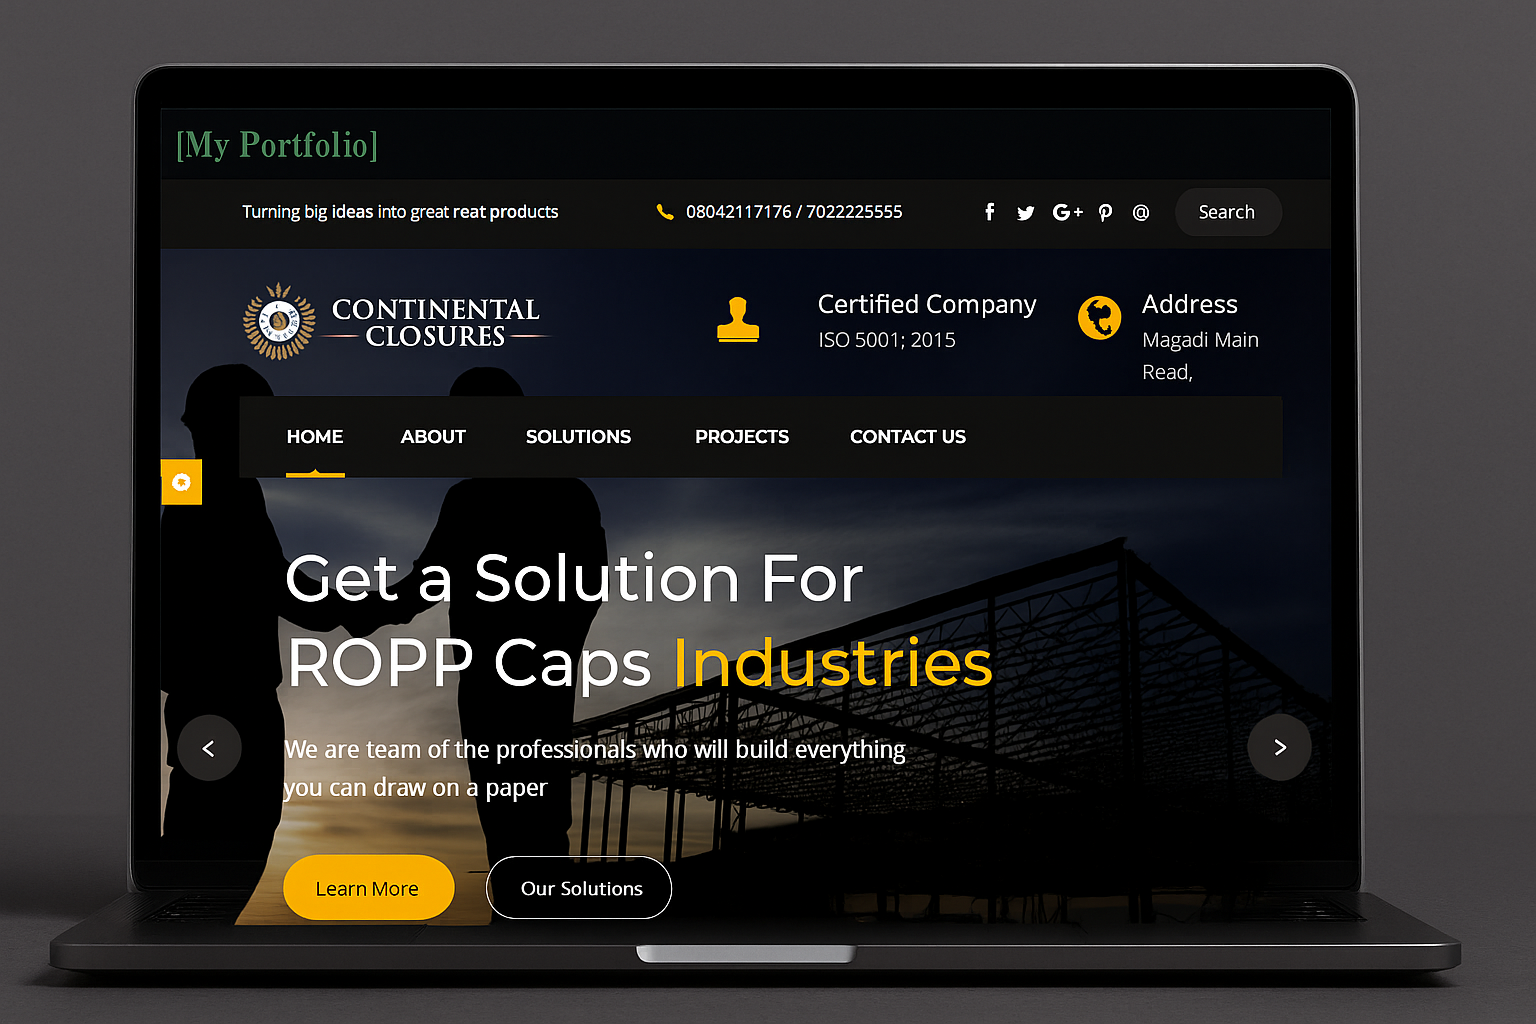 [My Portfolio]
Turning big ideas into great reat products
08042117176 / 7022225555
G+
@
Search
CONTINENTAL
CLOSURES
Certified Company
ISO 5001; 2015
Address
Magadi Main
Read,
HOME
ABOUT
SOLUTIONS
PROJECTS
CONTACT US
Get a Solution For
ROPP Caps Industries
We are team of the professionals who will build everything
you can draw on a paper
Learn More
Our Solutions